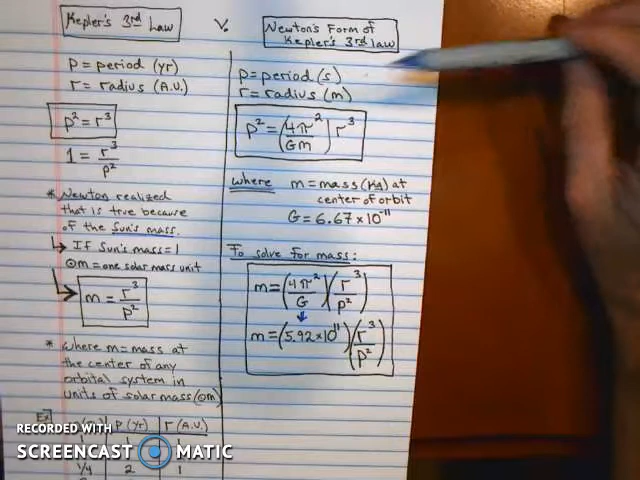 Kepler's 3rd Law
V.
Newton's Form of
Kepler's 3rd law
P = period (yr)
r = radius (A.U.)
P² = r³
1 = r³/P²
* Newton realized
that is true because
of the Sun's mass.
↳ If Sun's mass = 1
⊙m = one solar mass unit
m = r³/P²
* where m = mass at
the center of any
orbital system in
units of solar mass (⊙m)
Ex
P (yr) r (A.U.)
1/4 2 1
P = period (s)
r = radius (m)
P² = (4π²/Gm) r³
where m = mass (kg) at
center of orbit
G = 6.67 × 10⁻¹¹
To solve for mass:
m = (4π²/G)(r³/P²)
m = (5.92 × 10¹¹)(r³/P²)
RECORDED WITH
SCREENCAST MATIC